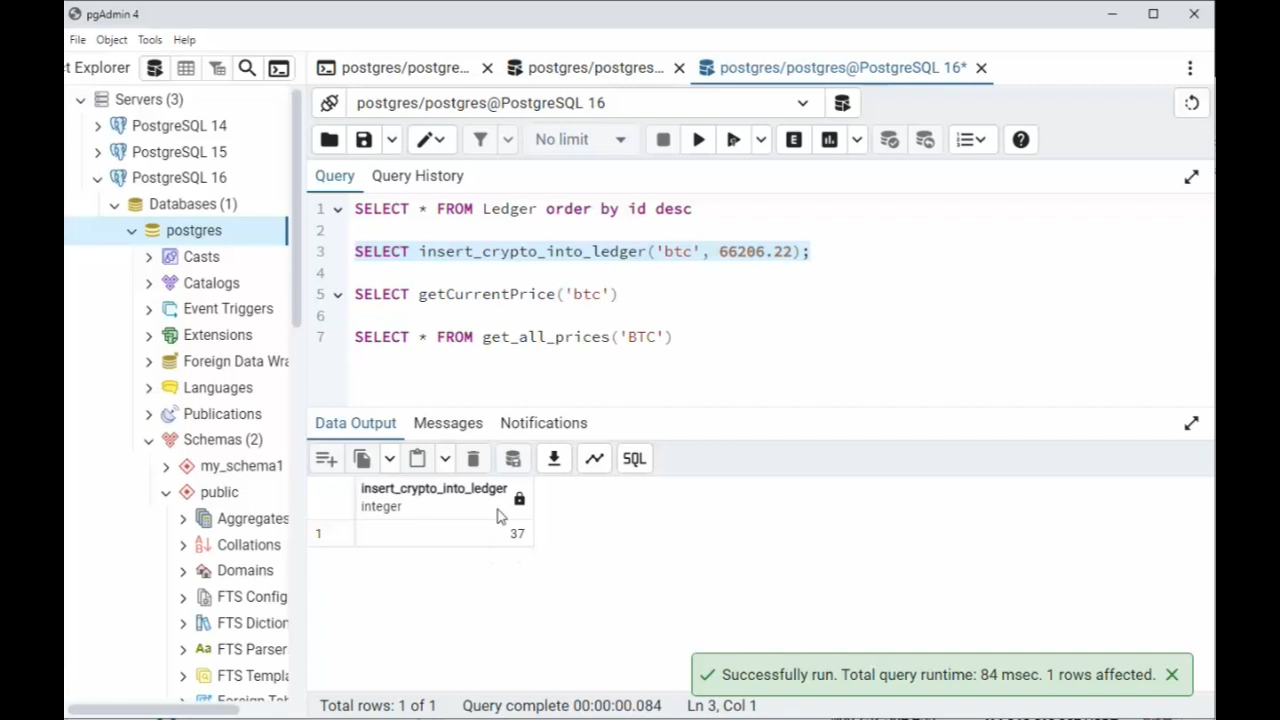 pgAdmin 4
File Object Tools Help
t Explorer
postgres/postgre...
postgres/postgres...
postgres/postgres@PostgreSQL 16*
Servers (3)
PostgreSQL 14
PostgreSQL 15
PostgreSQL 16
Databases (1)
postgres
Casts
Catalogs
Event Triggers
Extensions
Foreign Data Wra
Languages
Publications
Schemas (2)
my_schema1
public
Aggregates
Collations
Domains
FTS Config
FTS Diction
FTS Parser
FTS Templa
Foreign Tab
postgres/postgres@PostgreSQL 16
No limit
E
Query Query History
1 SELECT * FROM Ledger order by id desc
2
3 SELECT insert_crypto_into_ledger('btc', 66206.22);
4
5 SELECT getCurrentPrice('btc')
6
7 SELECT * FROM get_all_prices('BTC')
Data Output Messages Notifications
SQL
insert_crypto_into_ledger
integer
1 37
Successfully run. Total query runtime: 84 msec. 1 rows affected.
Total rows: 1 of 1 Query complete 00:00:00.084 Ln 3, Col 1